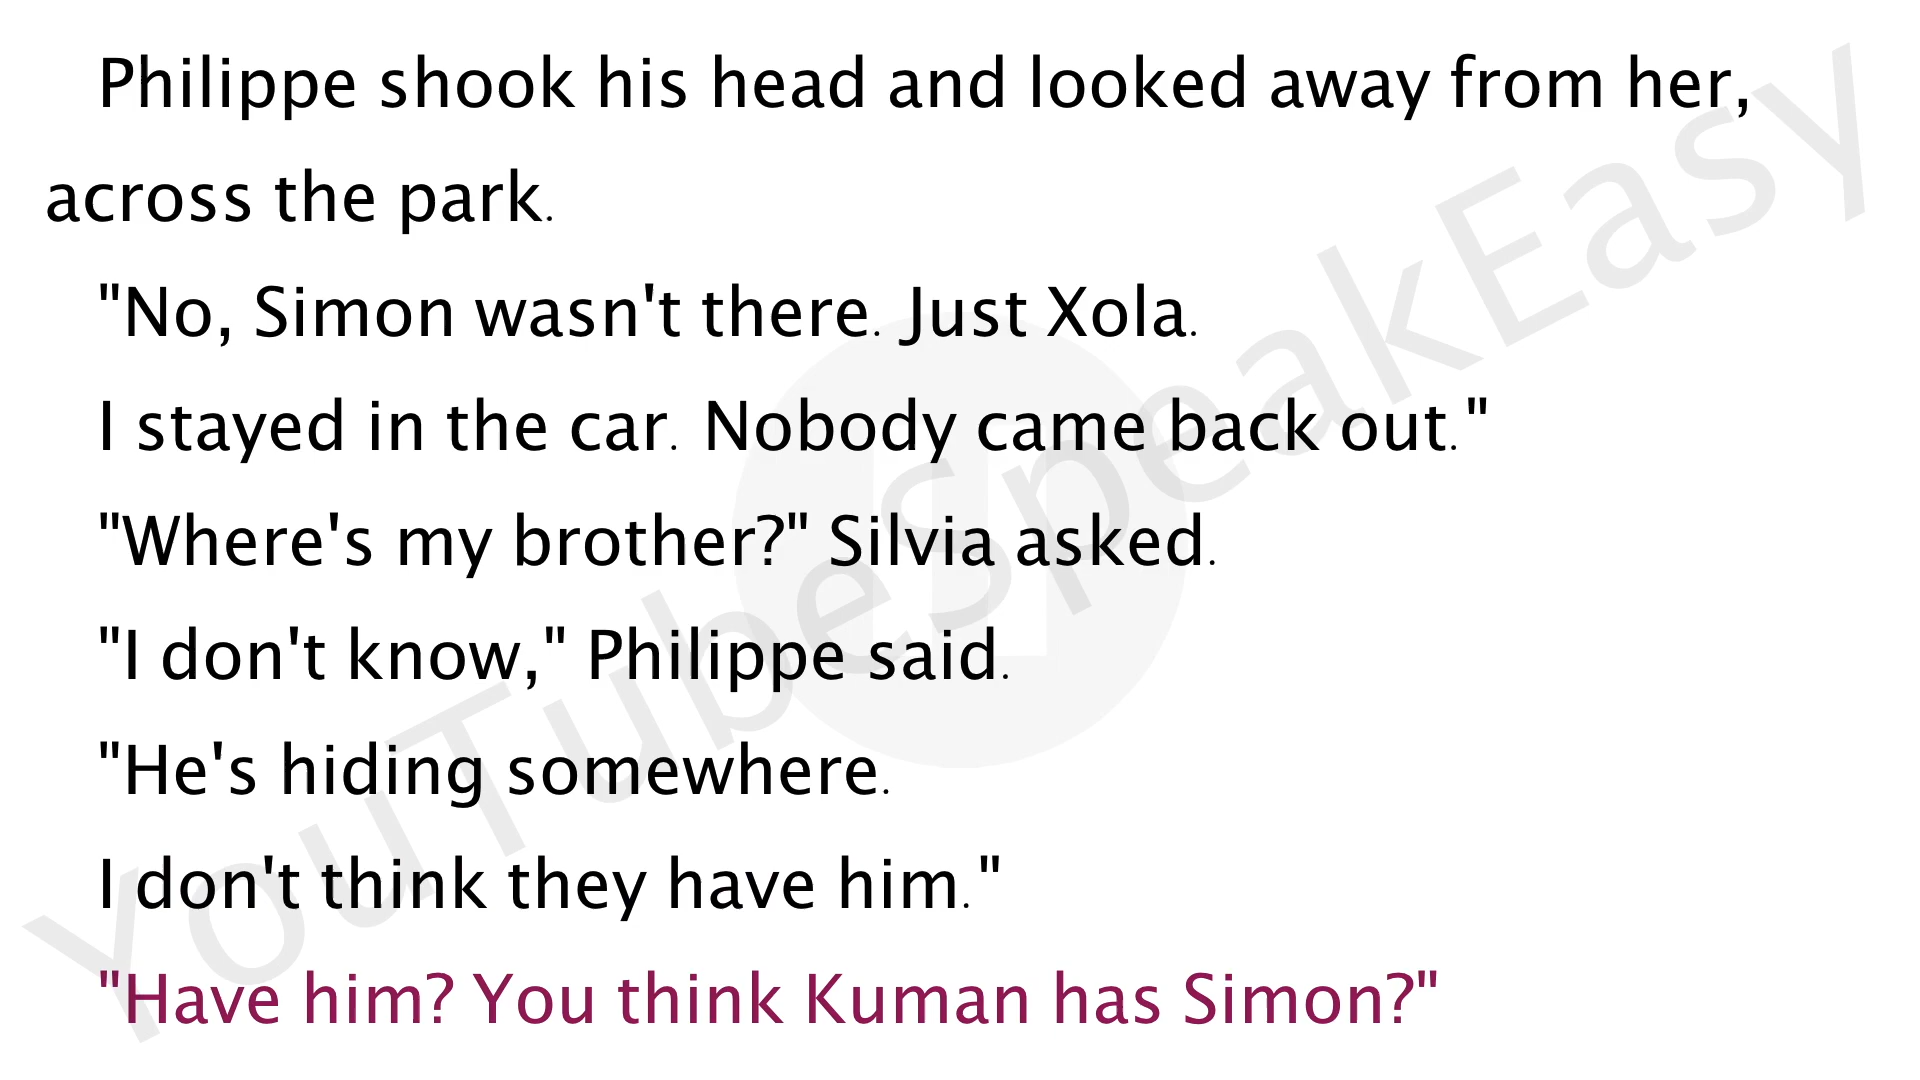 Philippe shook his head and looked away from her,
across the park.
"No, Simon wasn't there. Just Xola.
I stayed in the car. Nobody came back out."
"Where's my brother?" Silvia asked.
"I don't know," Philippe said.
"He's hiding somewhere.
I don't think they have him."
"Have him? You think Kuman has Simon?"
YouTubeSpeakEasy